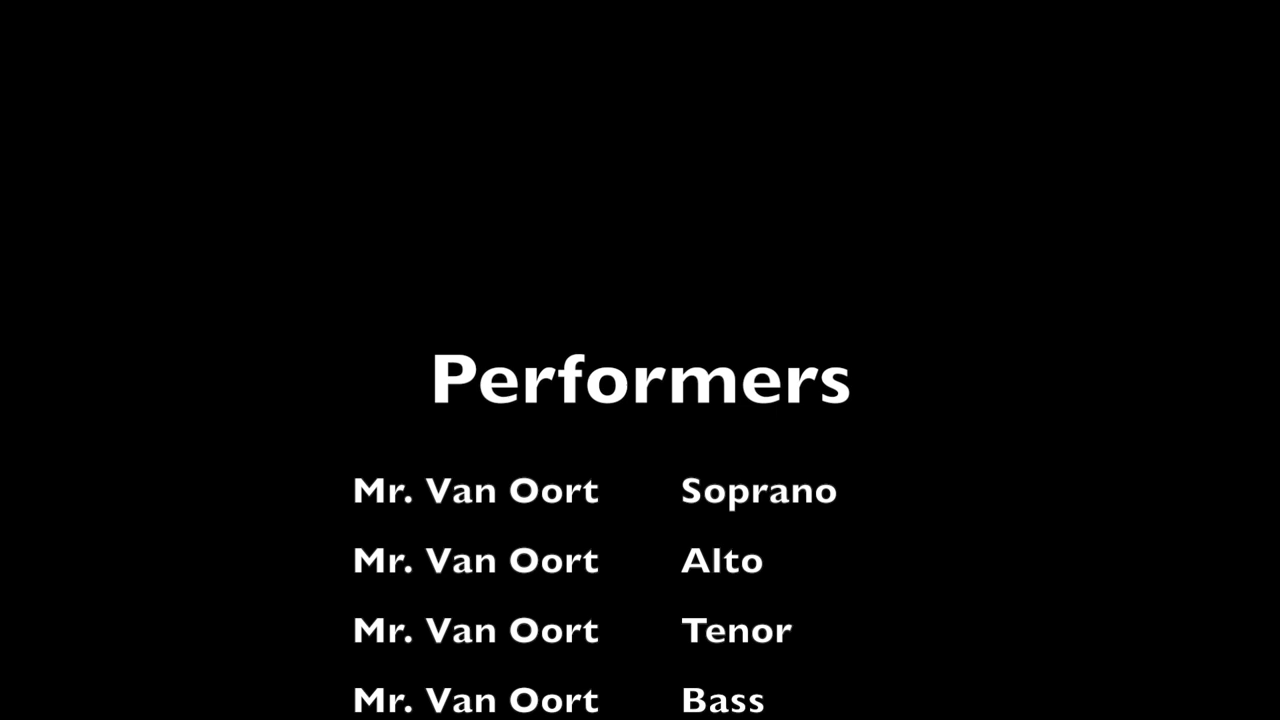 Performers
Mr. Van Oort Soprano
Mr. Van Oort Alto
Mr. Van Oort Tenor
Mr. Van Oort Bass